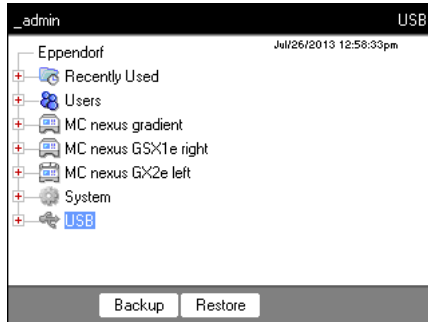 _admin USB
Eppendorf Jul/26/2013 12:58:33pm
Recently Used
Users
MC nexus gradient
MC nexus GSX1e right
MC nexus GX2e left
System
USB
Backup Restore